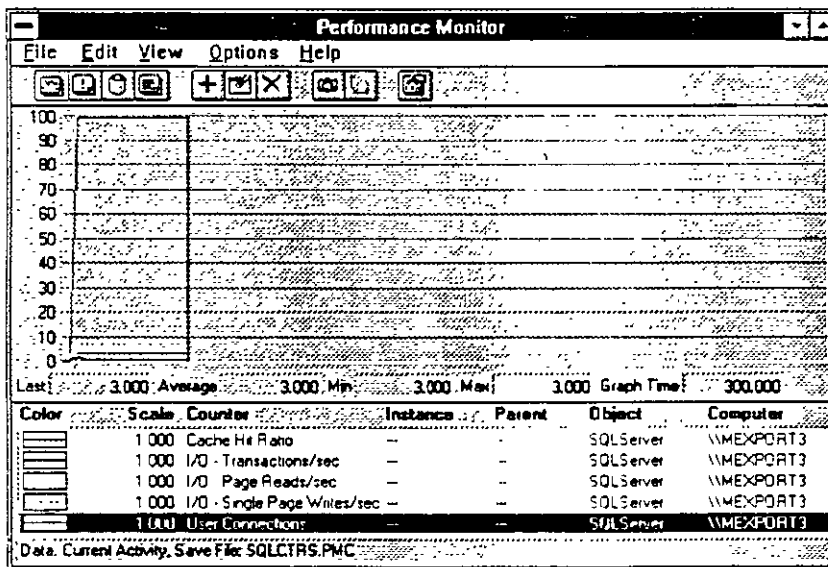 Performance Monitor
File Edit View Options Help
100
90
80
70
60
50
40
30
20
10
0
Last 3.000 Average 3.000 Min 3.000 Max 3.000 Graph Time 300.000
Color Scale Counter Instance Parent Object Computer
1.000 Cache Hit Ratio --- - SQLServer \\MEXPORT3
1.000 I/O - Transactions/sec --- - SQLServer \\MEXPORT3
1.000 I/O - Page Reads/sec --- - SQLServer \\MEXPORT3
1.000 I/O - Single Page Writes/sec --- - SQLServer \\MEXPORT3
1.000 User Connections --- - SQLServer \\MEXPORT3
Data: Current Activity, Save File: SQLCTRS.PMC